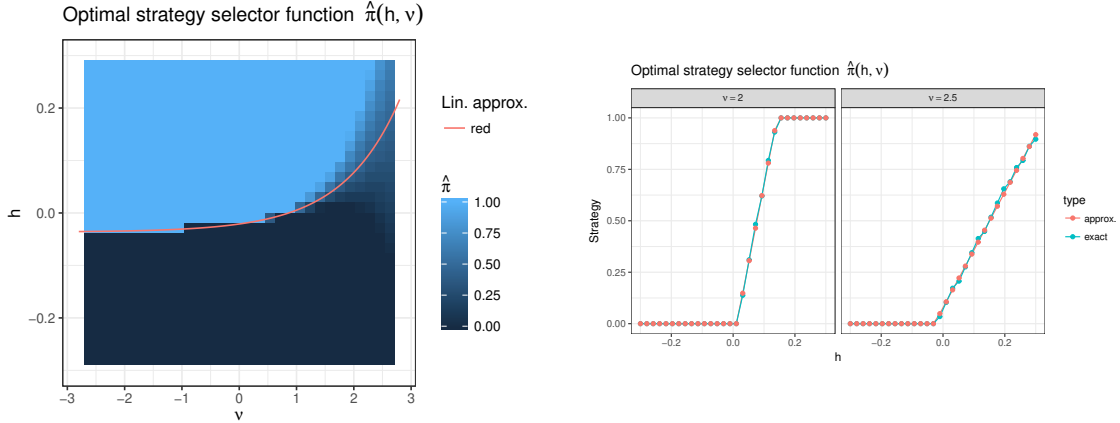 Optimal strategy selector function π̂(h, ν)
0.2
0.0
−0.2
h
−3 −2 −1 0 1 2 3
ν
Lin. approx.
red
π̂
1.00
0.75
0.50
0.25
0.00
Optimal strategy selector function π̂(h, ν)
ν = 2 ν = 2.5
1.00
0.75
0.50
0.25
0.00
Strategy
−0.2 0.0 0.2 −0.2 0.0 0.2
h
type
approx.
exact